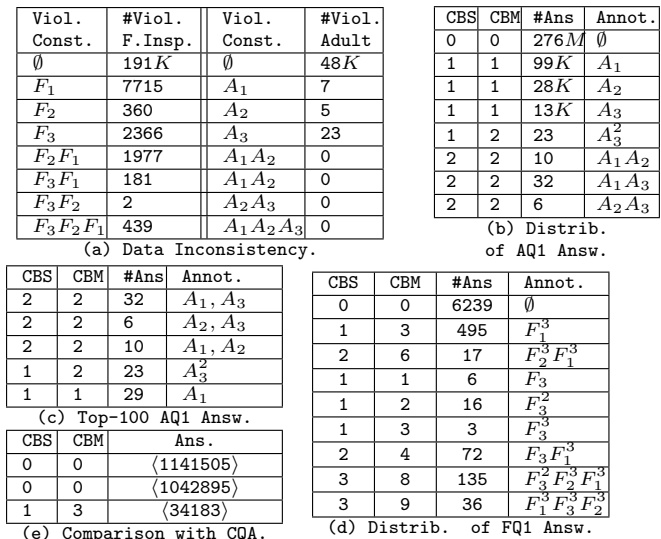 Viol. #Viol. Viol. #Viol.
Const. F.Insp. Const. Adult
∅ 191K ∅ 48K
F1 7715 A1 7
F2 360 A2 5
F3 2366 A3 23
F2F1 1977 A1A2 0
F3F1 181 A1A2 0
F3F2 2 A2A3 0
F3F2F1 439 A1A2A3 0
(a) Data Inconsistency.
CBS CBM #Ans Annot.
0 0 276M ∅
1 1 99K A1
1 1 28K A2
1 1 13K A3
1 2 23 A3^2
2 2 10 A1A2
2 2 32 A1A3
2 2 6 A2A3
(b) Distrib.
of AQ1 Answ.
CBS CBM #Ans Annot.
2 2 32 A1, A3
2 2 6 A2, A3
2 2 10 A1, A2
1 2 23 A3^2
1 1 29 A1
(c) Top-100 AQ1 Answ.
CBS CBM Ans.
0 0 ⟨1141505⟩
0 0 ⟨1042895⟩
1 3 ⟨34183⟩
(e) Comparison with CQA.
CBS CBM #Ans Annot.
0 0 6239 ∅
1 3 495 F1^3
2 6 17 F2^3F1^3
1 1 6 F3
1 2 16 F3^2
1 3 3 F3^3
2 4 72 F3F1^3
3 8 135 F3^2F2^3F1^3
3 9 36 F1^3F3^3F2^3
(d) Distrib. of FQ1 Answ.